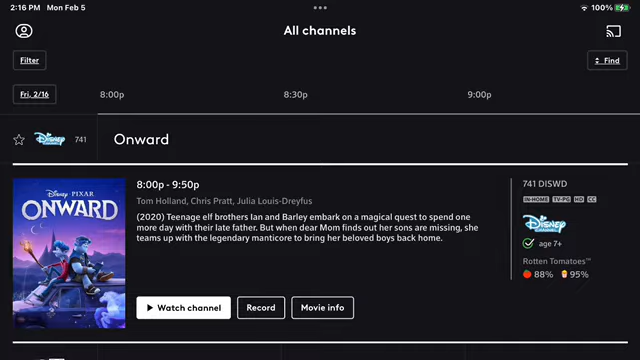 2:16 PM Mon Feb 5
100%
All channels
Filter
Find
Fri, 2/16
8:00p
8:30p
9:00p
Disney
CHANNEL
741
Onward
Disney · PIXAR
ONWARD
8:00p - 9:50p
Tom Holland, Chris Pratt, Julia Louis-Dreyfus
(2020) Teenage elf brothers Ian and Barley embark on a magical quest to spend one
more day with their late father. But when dear Mom finds out her sons are missing, she
teams up with the legendary manticore to bring her beloved boys back home.
Watch channel
Record
Movie info
741 DISWD
IN-HOME TV-PG HD CC
Disney
CHANNEL
age 7+
Rotten Tomatoes™
88% 95%